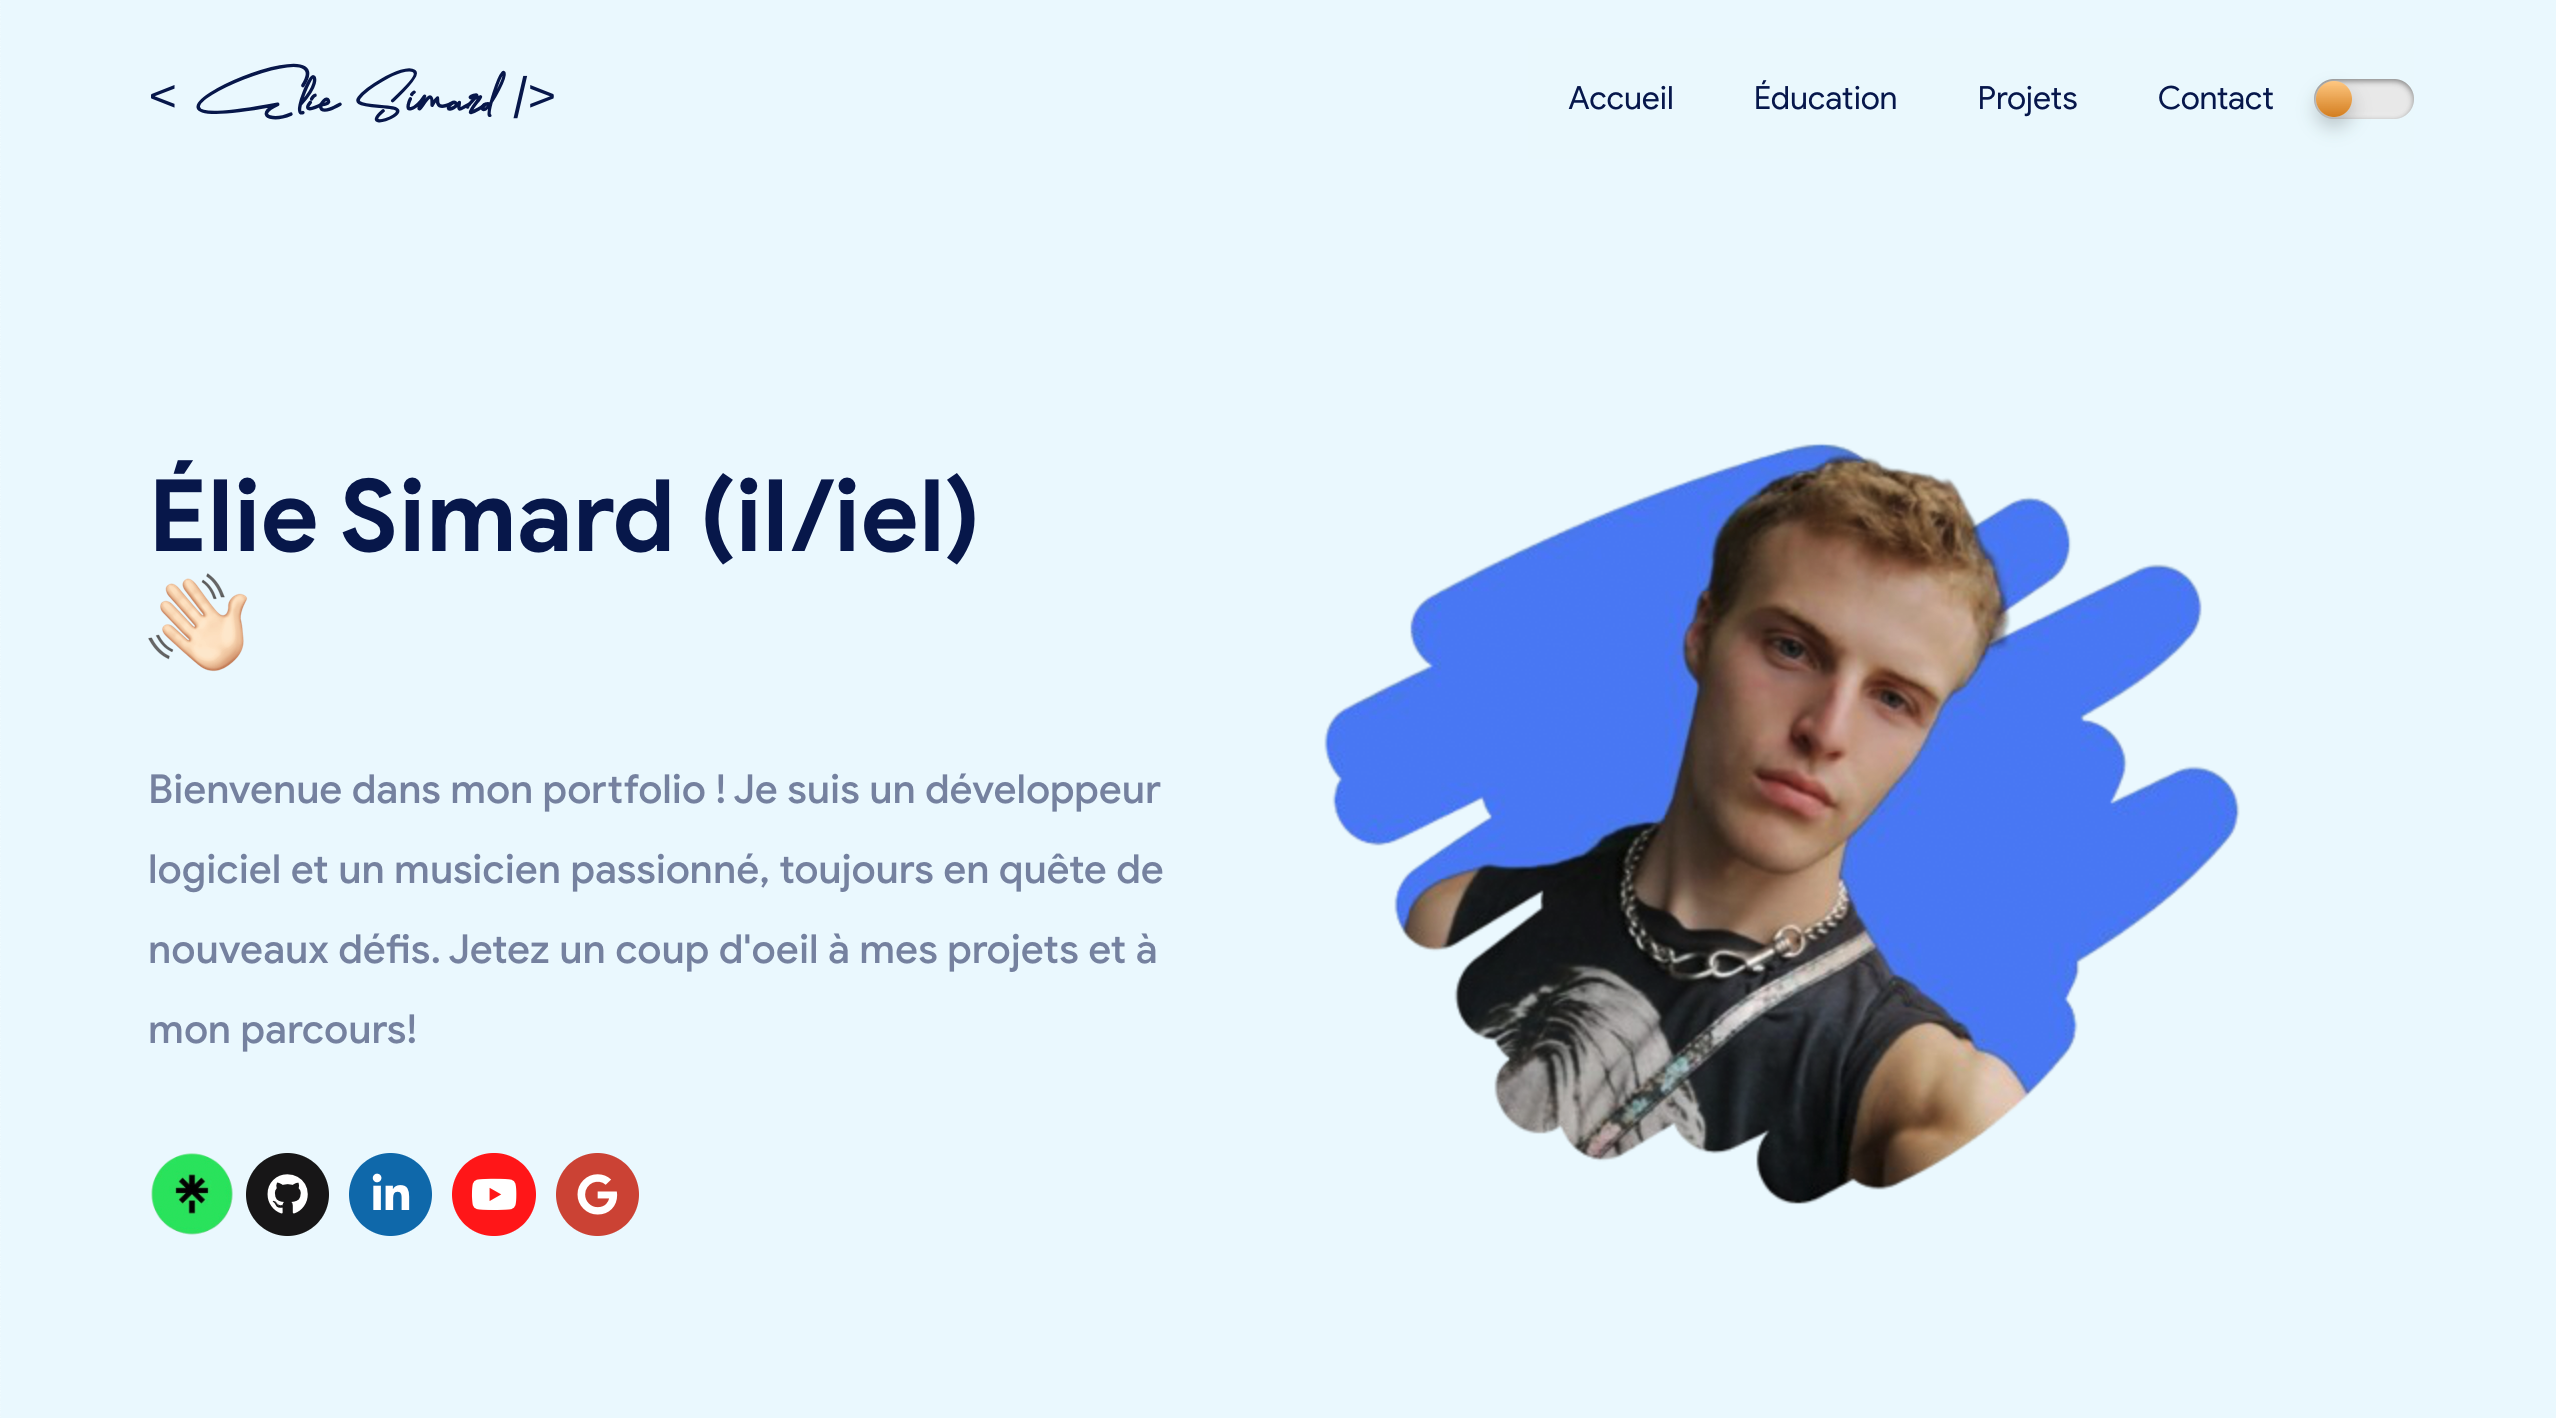 < Elie Simard />
Accueil Éducation Projets Contact
Élie Simard (il/iel)
👋🏻
Bienvenue dans mon portfolio ! Je suis un développeur
logiciel et un musicien passionné, toujours en quête de
nouveaux défis. Jetez un coup d'oeil à mes projets et à
mon parcours!
in G